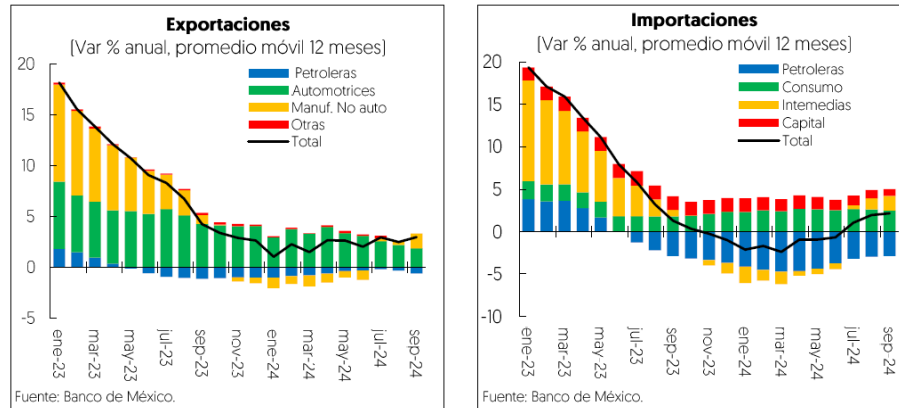 Exportaciones
(Var % anual, promedio móvil 12 meses)
20
15
10
5
0
-5
Petroleras
Automotrices
Manuf. No auto
Otras
Total
ene-23
mar-23
may-23
jul-23
sep-23
nov-23
ene-24
mar-24
may-24
jul-24
sep-24
Fuente: Banco de México.
Importaciones
(Var % anual, promedio móvil 12 meses)
20
15
10
5
0
-5
-10
Petroleras
Consumo
Intermedias
Capital
Total
ene-23
mar-23
may-23
jul-23
sep-23
nov-23
ene-24
mar-24
may-24
jul-24
sep-24
Fuente: Banco de México.